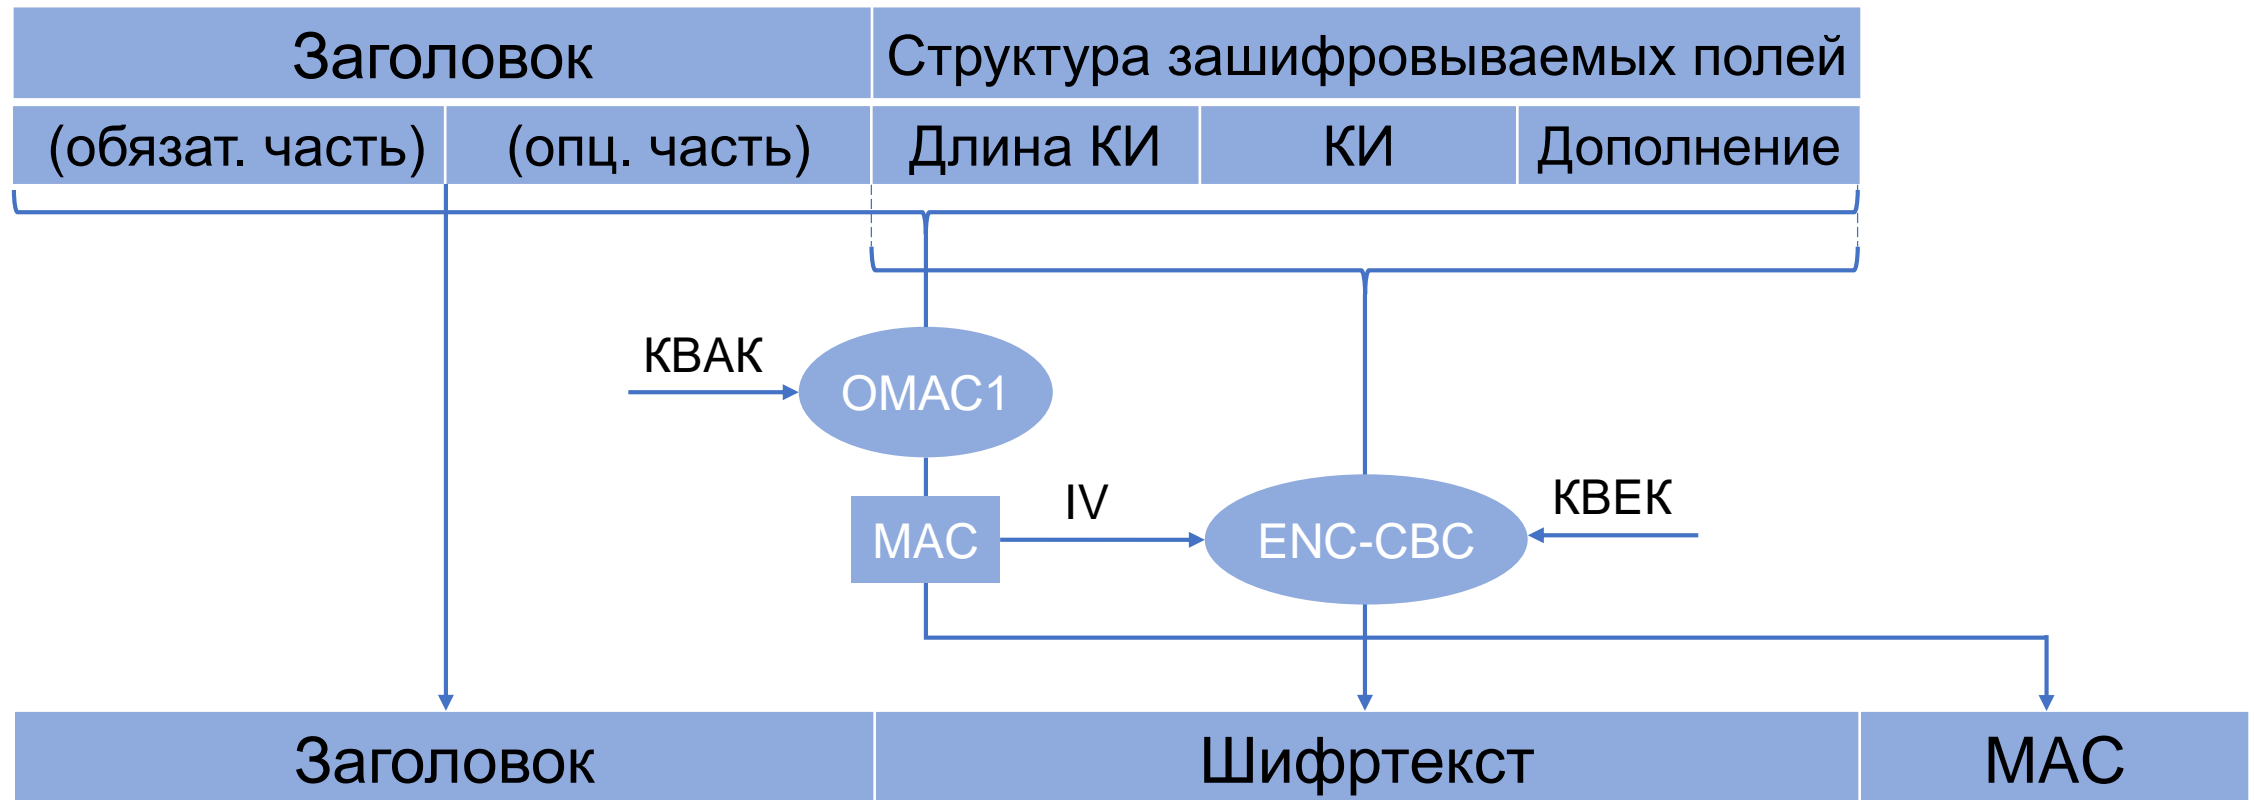 Заголовок Структура зашифровываемых полей
(обязат. часть) (опц. часть) Длина КИ КИ Дополнение
КВАК
OMAC1
IV
КВЕК
MAC
ENC-CBC
Заголовок Шифртекст MAC